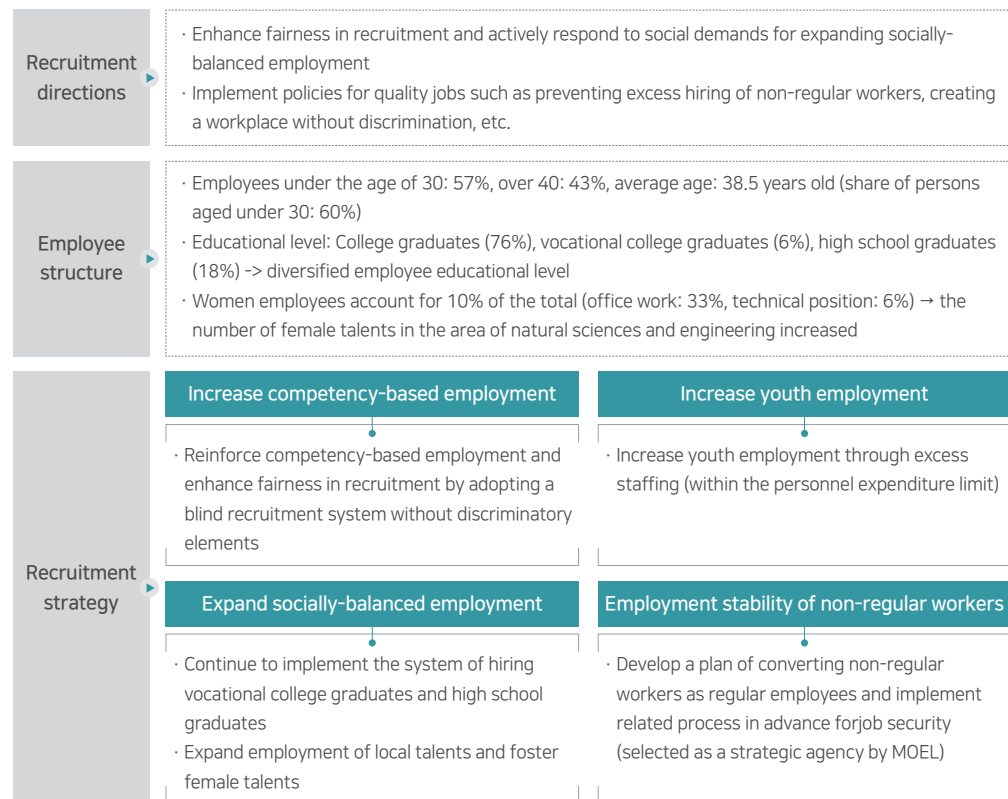 Recruitment
directions
· Enhance fairness in recruitment and actively respond to social demands for expanding socially-
balanced employment
· Implement policies for quality jobs such as preventing excess hiring of non-regular workers, creating
a workplace without discrimination, etc.
Employee
structure
· Employees under the age of 30: 57%, over 40: 43%, average age: 38.5 years old (share of persons
aged under 30: 60%)
· Educational level: College graduates (76%), vocational college graduates (6%), high school graduates
(18%) -> diversified employee educational level
· Women employees account for 10% of the total (office work: 33%, technical position: 6%) → the
number of female talents in the area of natural sciences and engineering increased
Recruitment
strategy
Increase competency-based employment
· Reinforce competency-based employment and
enhance fairness in recruitment by adopting a
blind recruitment system without discriminatory
elements
Increase youth employment
· Increase youth employment through excess
staffing (within the personnel expenditure limit)
Expand socially-balanced employment
· Continue to implement the system of hiring
vocational college graduates and high school
graduates
· Expand employment of local talents and foster
female talents
Employment stability of non-regular workers
· Develop a plan of converting non-regular
workers as regular employees and implement
related process in advance forjob security
(selected as a strategic agency by MOEL)